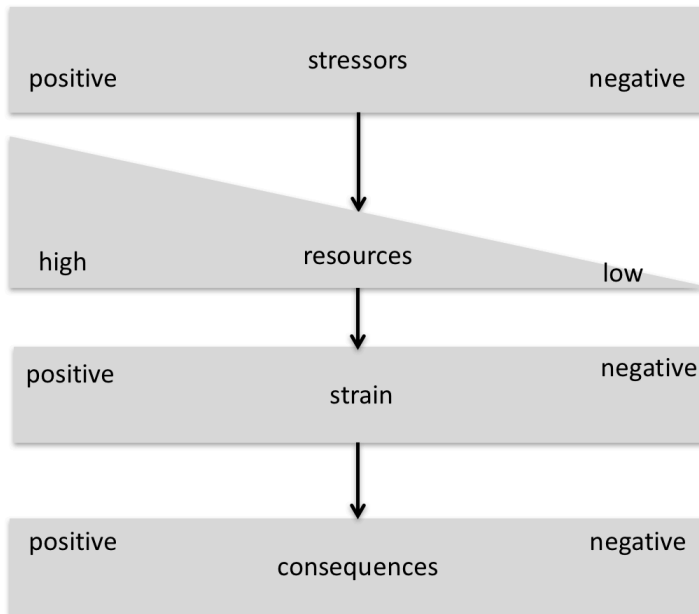 stressors
positive negative
high resources low
positive negative
strain
positive negative
consequences